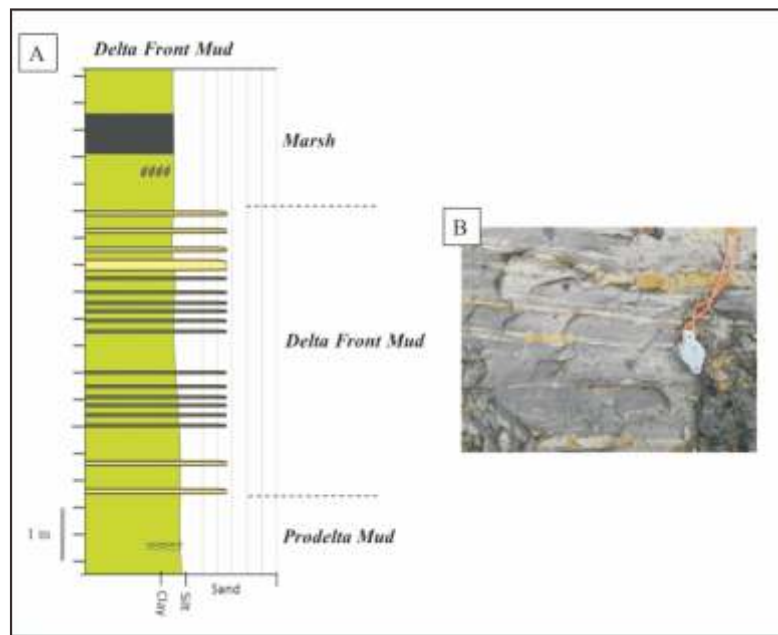 A
Delta Front Mud
Marsh
B
Delta Front Mud
Prodelta Mud
1 m
Clay
Silt
Sand